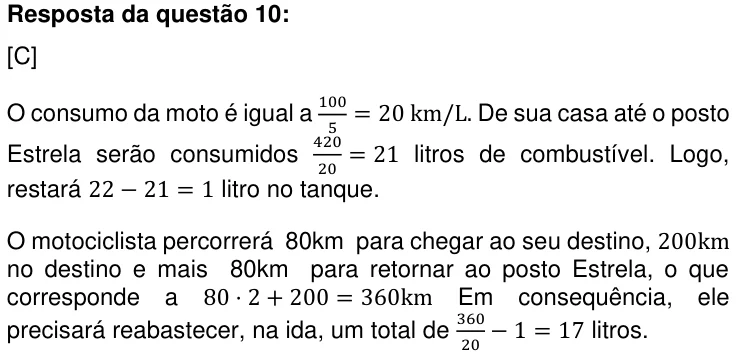 Resposta da questão 10:
[C]
O consumo da moto é igual a 100/5 = 20 km/L. De sua casa até o posto
Estrela serão consumidos 420/20 = 21 litros de combustível. Logo,
restará 22 − 21 = 1 litro no tanque.
O motociclista percorrerá 80km para chegar ao seu destino, 200km
no destino e mais 80km para retornar ao posto Estrela, o que
corresponde a 80 · 2 + 200 = 360km Em consequência, ele
precisará reabastecer, na ida, um total de 360/20 − 1 = 17 litros.